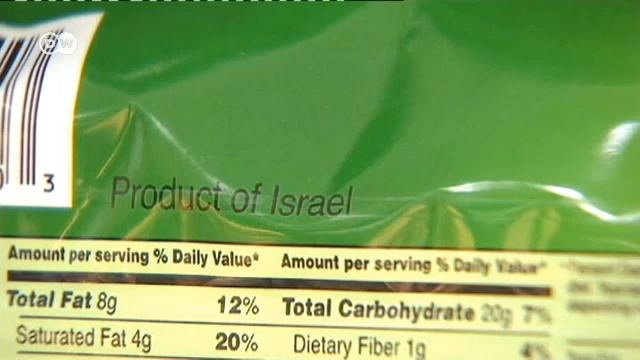 DW
3
Product of Israel
Amount per serving % Daily Value* Amount per serving % Daily Value*
Total Fat 8g 12% Total Carbohydrate 20g 7%
Saturated Fat 4g 20% Dietary Fiber 1g 4%